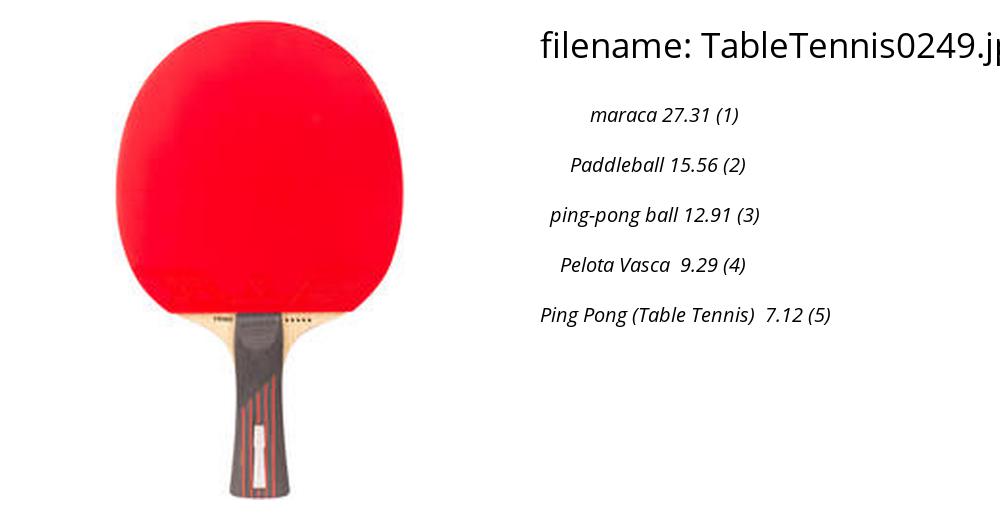 filename: TableTennis0249.jp
maraca 27.31 (1)
Paddleball 15.56 (2)
ping-pong ball 12.91 (3)
Pelota Vasca 9.29 (4)
Ping Pong (Table Tennis) 7.12 (5)